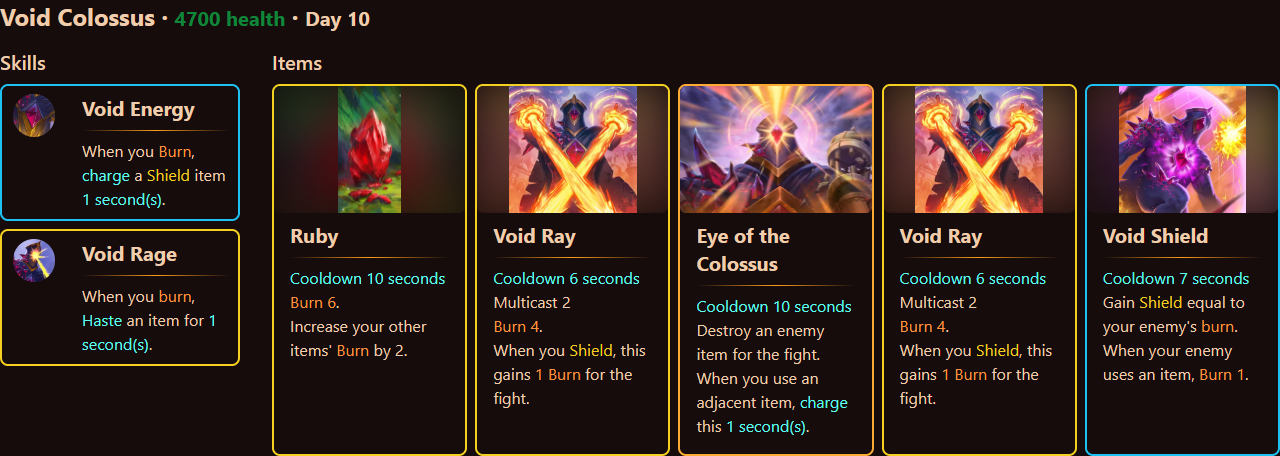 Void Colossus · 4700 health · Day 10
Skills
Void Energy
When you Burn,
charge a Shield item
1 second(s).
Void Rage
When you burn,
Haste an item for 1
second(s).
Items
Ruby
Cooldown 10 seconds
Burn 6.
Increase your other
items' Burn by 2.
Void Ray
Cooldown 6 seconds
Multicast 2
Burn 4.
When you Shield, this
gains 1 Burn for the
fight.
Eye of the
Colossus
Cooldown 10 seconds
Destroy an enemy
item for the fight.
When you use an
adjacent item, charge
this 1 second(s).
Void Ray
Cooldown 6 seconds
Multicast 2
Burn 4.
When you Shield, this
gains 1 Burn for the
fight.
Void Shield
Cooldown 7 seconds
Gain Shield equal to
your enemy's burn.
When your enemy
uses an item, Burn 1.